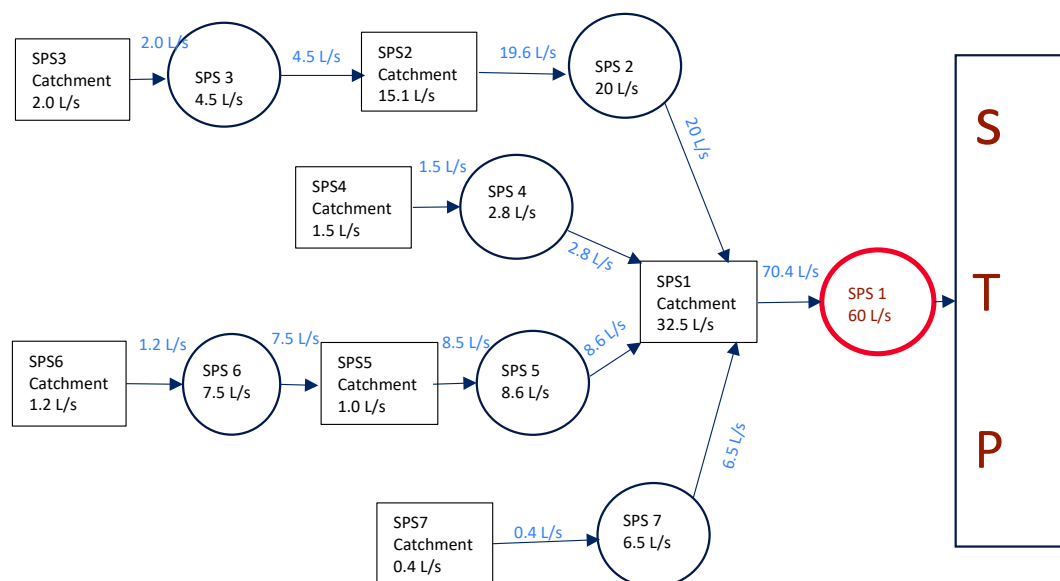 2.0 L/s
SPS3
Catchment
2.0 L/s
SPS 3
4.5 L/s
4.5 L/s
SPS2
Catchment
15.1 L/s
19.6 L/s
SPS 2
20 L/s
20 L/s
SPS4
Catchment
1.5 L/s
1.5 L/s
SPS 4
2.8 L/s
2.8 L/s
SPS1
Catchment
32.5 L/s
70.4 L/s
SPS 1
60 L/s
SPS6
Catchment
1.2 L/s
1.2 L/s
SPS 6
7.5 L/s
7.5 L/s
SPS5
Catchment
1.0 L/s
8.5 L/s
SPS 5
8.6 L/s
8.6 L/s
SPS7
Catchment
0.4 L/s
0.4 L/s
SPS 7
6.5 L/s
6.5 L/s
S
T
P